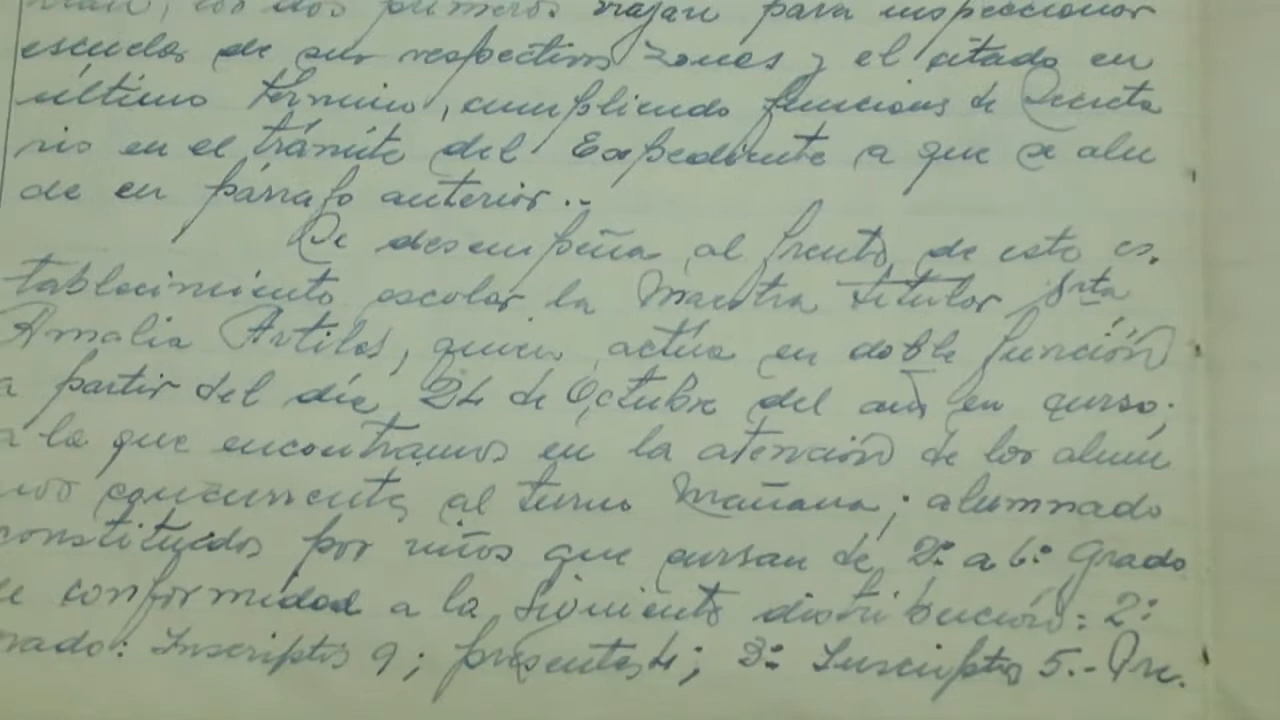 los dos primeros viajan para inspeccionar
escuelas de sus respectivas zonas y el citado en
último término, cumpliendo funciones de Secreta
rio en el trámite del Expediente a que se alu
de en párrafo anterior..
Se desempeña al frente de este es.
tablecimiento escolar la Maestra titular Srta
Amalia Artiles, quien actúa en doble función
a partir del día 24 de Octubre del año en curso;
a la que encontramos en la atención de los alum
nos concurrentes al turno Mañana; alumnado
constituídos por niños que cursan de 2º a 6º Grado
de conformidad a la siguiente distribución: 2º
rado: Inscriptos 9; presentes 4; 3º Inscriptos 5.- Pre.